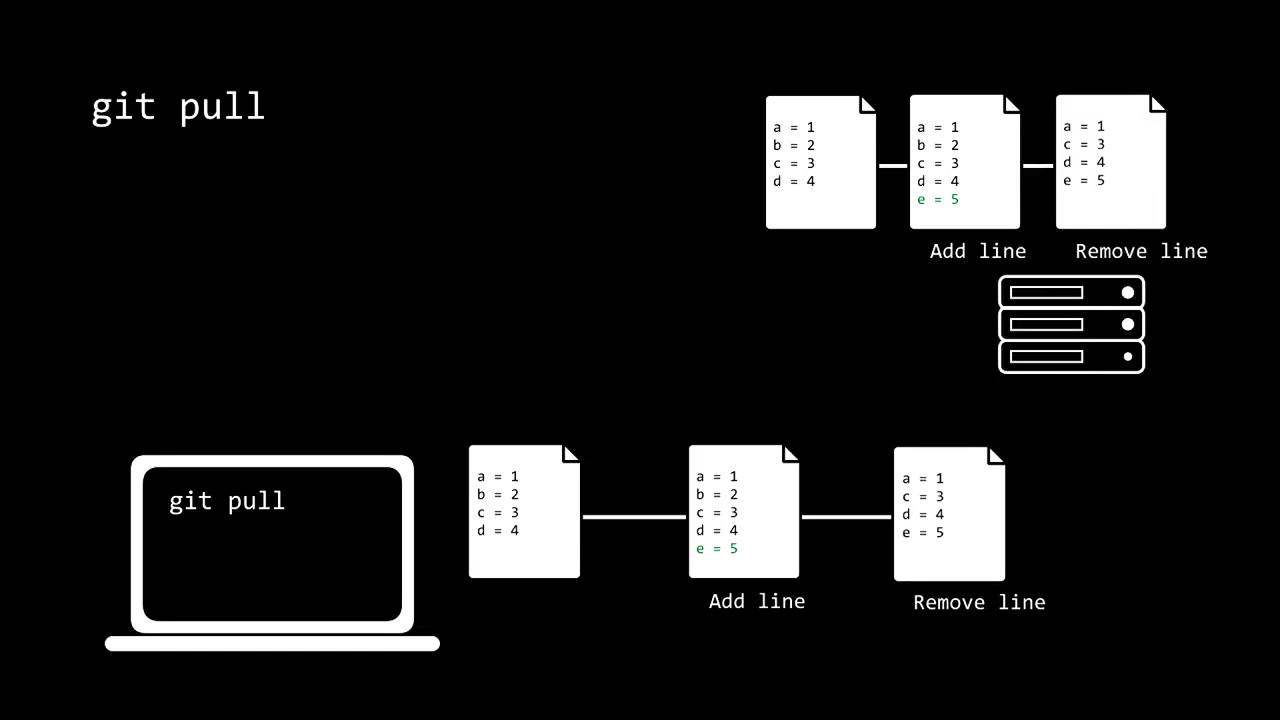 git pull
a = 1
b = 2
c = 3
d = 4
a = 1
b = 2
c = 3
d = 4
e = 5
Add line
a = 1
c = 3
d = 4
e = 5
Remove line
git pull
a = 1
b = 2
c = 3
d = 4
a = 1
b = 2
c = 3
d = 4
e = 5
Add line
a = 1
c = 3
d = 4
e = 5
Remove line